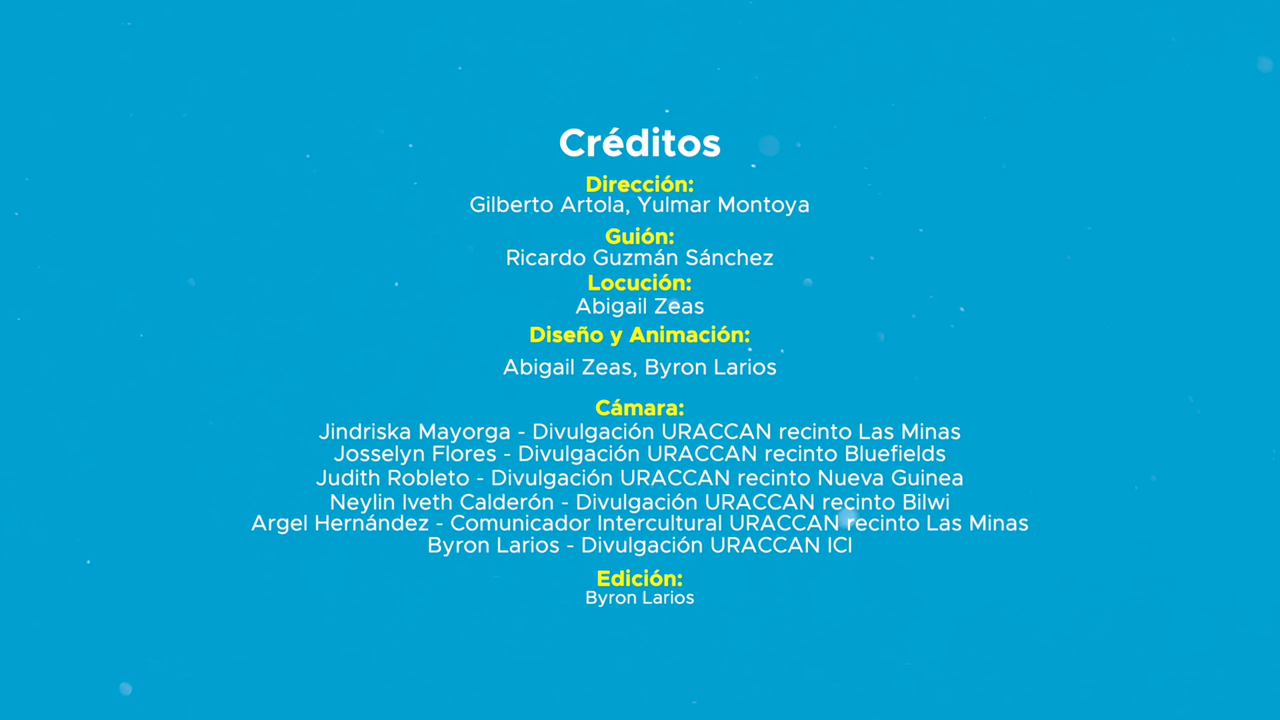 Créditos
Dirección:
Gilberto Artola, Yulmar Montoya
Guión:
Ricardo Guzmán Sánchez
Locución:
Abigail Zeas
Diseño y Animación:
Abigail Zeas, Byron Larios
Cámara:
Jindriska Mayorga - Divulgación URACCAN recinto Las Minas
Josselyn Flores - Divulgación URACCAN recinto Bluefields
Judith Robleto - Divulgación URACCAN recinto Nueva Guinea
Neylin Iveth Calderón - Divulgación URACCAN recinto Bilwi
Argel Hernández - Comunicador Intercultural URACCAN recinto Las Minas
Byron Larios - Divulgación URACCAN ICI
Edición:
Byron Larios